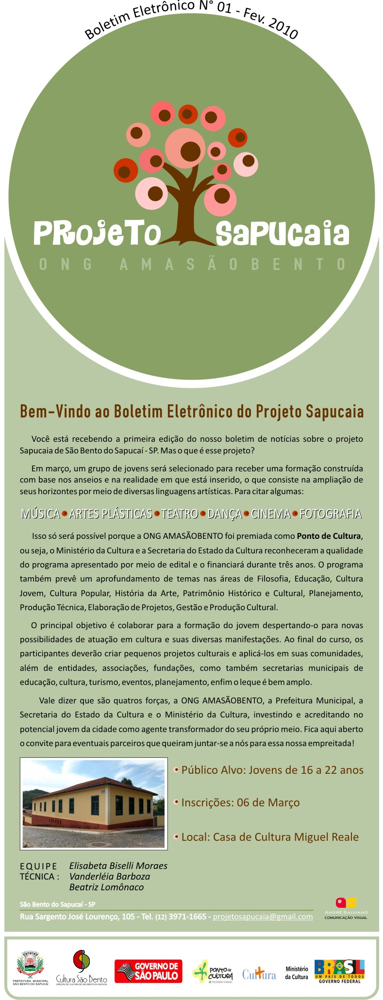 Boletim Eletrônico N° 01 - Fev. 2010
PROJETO SAPUCAIA
ONG AMASÃOBENTO
Bem-Vindo ao Boletim Eletrônico do Projeto Sapucaia
Você está recebendo a primeira edição do nosso boletim de notícias sobre o projeto
Sapucaia de São Bento do Sapucaí - SP. Mas o que é esse projeto?
Em março, um grupo de jovens será selecionado para receber uma formação construída
com base nos anseios e na realidade em que está inserido, o que consiste na ampliação de
seus horizontes por meio de diversas linguagens artísticas. Para citar algumas:
MÚSICA • ARTES PLÁSTICAS • TEATRO • DANÇA • CINEMA • FOTOGRAFIA
Isso só será possível porque a ONG AMASÃOBENTO foi premiada como Ponto de Cultura,
ou seja, o Ministério da Cultura e a Secretaria do Estado da Cultura reconheceram a qualidade
do programa apresentado por meio de edital e o financiará durante três anos. O programa
também prevê um aprofundamento de temas nas áreas de Filosofia, Educação, Cultura
Jovem, Cultura Popular, História da Arte, Patrimônio Histórico e Cultural, Planejamento,
Produção Técnica, Elaboração de Projetos, Gestão e Produção Cultural.
O principal objetivo é colaborar para a formação do jovem despertando-o para novas
possibilidades de atuação em cultura e suas diversas manifestações. Ao final do curso, os
participantes deverão criar pequenos projetos culturais e aplicá-los em suas comunidades,
além de entidades, associações, fundações, como também secretarias municipais de
educação, cultura, turismo, eventos, planejamento, enfim o leque é bem amplo.
Vale dizer que são quatros forças, a ONG AMASÃOBENTO, a Prefeitura Municipal, a
Secretaria do Estado da Cultura e o Ministério da Cultura, investindo e acreditando no
potencial jovem da cidade como agente transformador do seu próprio meio. Fica aqui aberto
o convite para eventuais parceiros que queiram juntar-se a nós para essa nossa empreitada!
• Público Alvo: Jovens de 16 a 22 anos
• Inscrições: 06 de Março
• Local: Casa de Cultura Miguel Reale
EQUIPE Elisabeta Biselli Moraes
TÉCNICA : Vanderléia Barboza
Beatriz Lomônaco
São Bento do Sapucaí - SP
Rua Sargento José Lourenço, 105 - Tel. (12) 3971-1665 - projetosapucaia@gmail.com
ANDRÉ SALVIANO
COMUNICAÇÃO VISUAL
PREFEITURA MUNICIPAL
SÃO BENTO DO SAPUCAÍ
Cultura São Bento
DIREÇÃO DE CULTURA DE SÃO BENTO DO SAPUCAÍ
GOVERNO DE
SÃO PAULO
PONTO DE
CULTURA
PULSANDO O BRASIL
Cultura
Ministério
da Cultura
BRASIL
UM PAÍS DE TODOS
GOVERNO FEDERAL